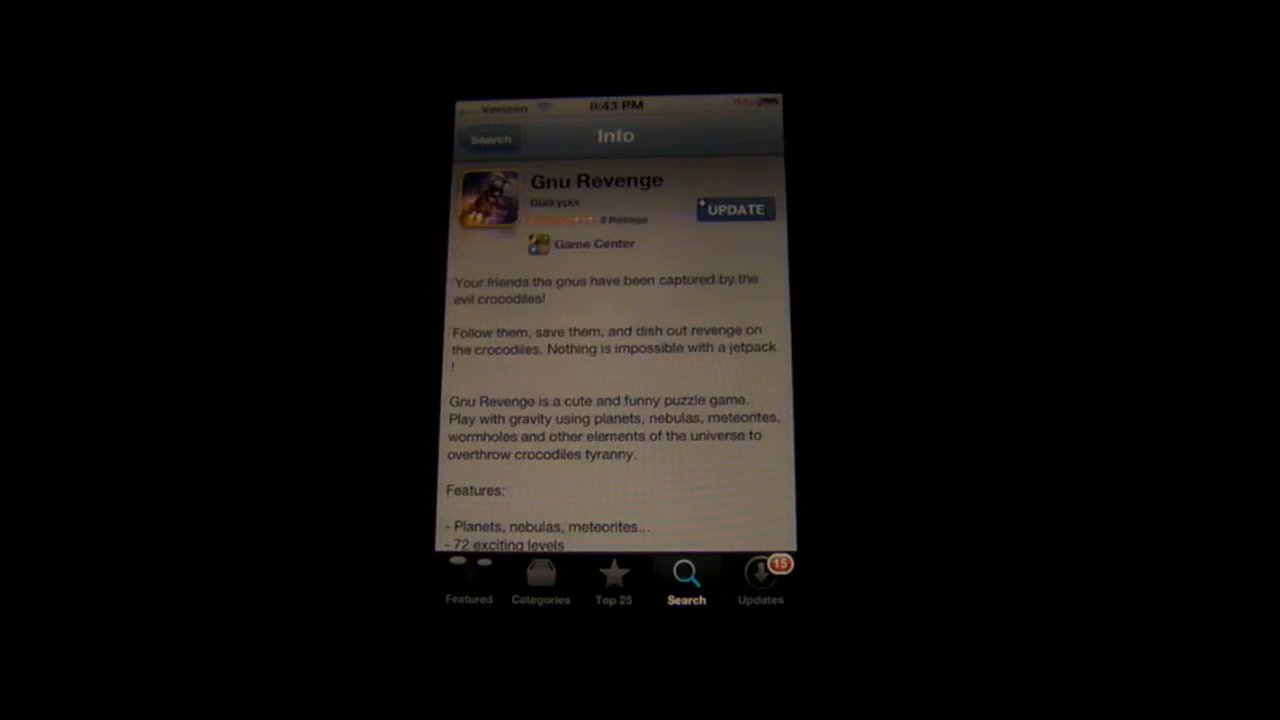 Verizon 8:43 PM
Search
Info
Gnu Revenge
9 Ratings
+UPDATE
Game Center
Your friends the gnus have been captured by the
evil crocodiles!
Follow them, save them, and dish out revenge on
the crocodiles. Nothing is impossible with a jetpack
!
Gnu Revenge is a cute and funny puzzle game.
Play with gravity using planets, nebulas, meteorites,
wormholes and other elements of the universe to
overthrow crocodiles tyranny.
Features:
- Planets, nebulas, meteorites...
- 72 exciting levels
15
Featured Categories Top 25 Search Updates